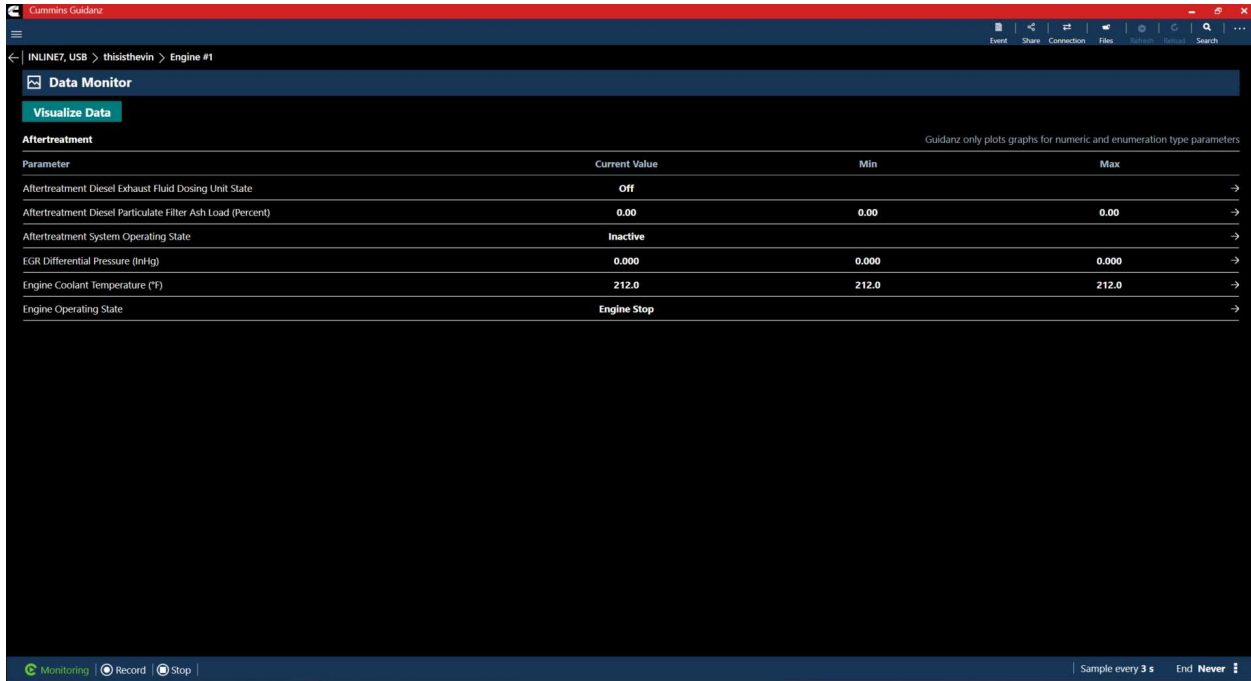 Cummins Guidanz
Event Share Connection Files Refresh Reload Search
INLINE7, USB > thisisthevin > Engine #1
Data Monitor
Visualize Data
Aftertreatment Guidanz only plots graphs for numeric and enumeration type parameters
Parameter Current Value Min Max
Aftertreatment Diesel Exhaust Fluid Dosing Unit State Off
Aftertreatment Diesel Particulate Filter Ash Load (Percent) 0.00 0.00 0.00
Aftertreatment System Operating State Inactive
EGR Differential Pressure (InHg) 0.000 0.000 0.000
Engine Coolant Temperature (°F) 212.0 212.0 212.0
Engine Operating State Engine Stop
Monitoring Record Stop Sample every 3 s End Never